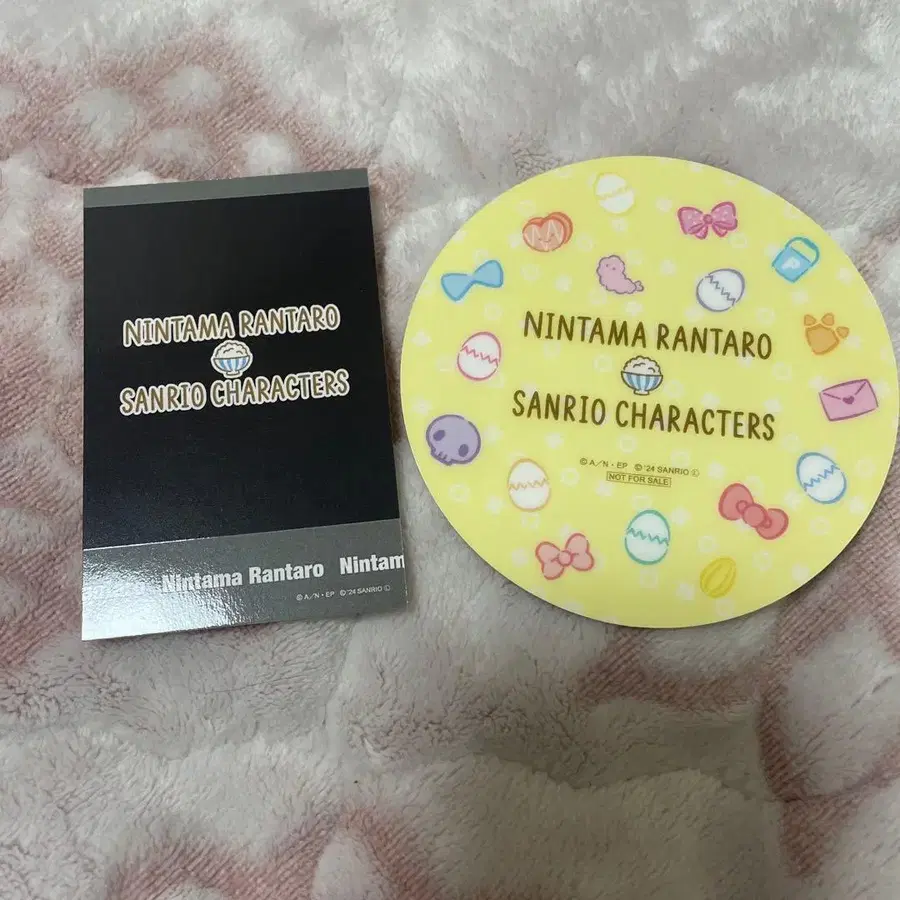 NINTAMA RANTARO
SANRIO CHARACTERS
Nintama Rantaro Nintam
© A/N・EP © '24 SANRIO Ⓛ
NINTAMA RANTARO
SANRIO CHARACTERS
© A/N・EP © '24 SANRIO Ⓛ
NOT FOR SALE
P